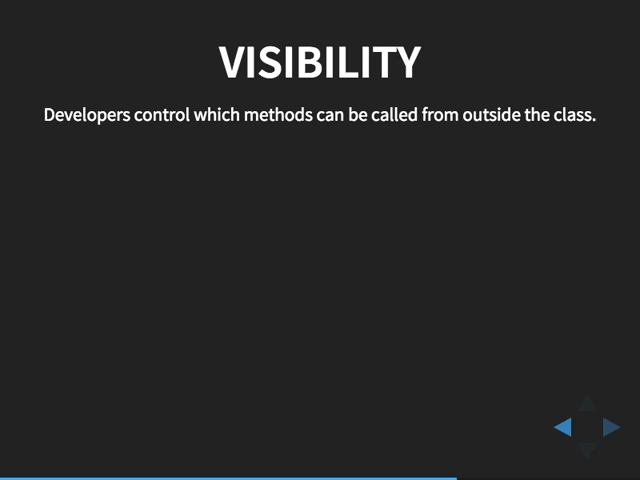 VISIBILITY
Developers control which methods can be called from outside the class.